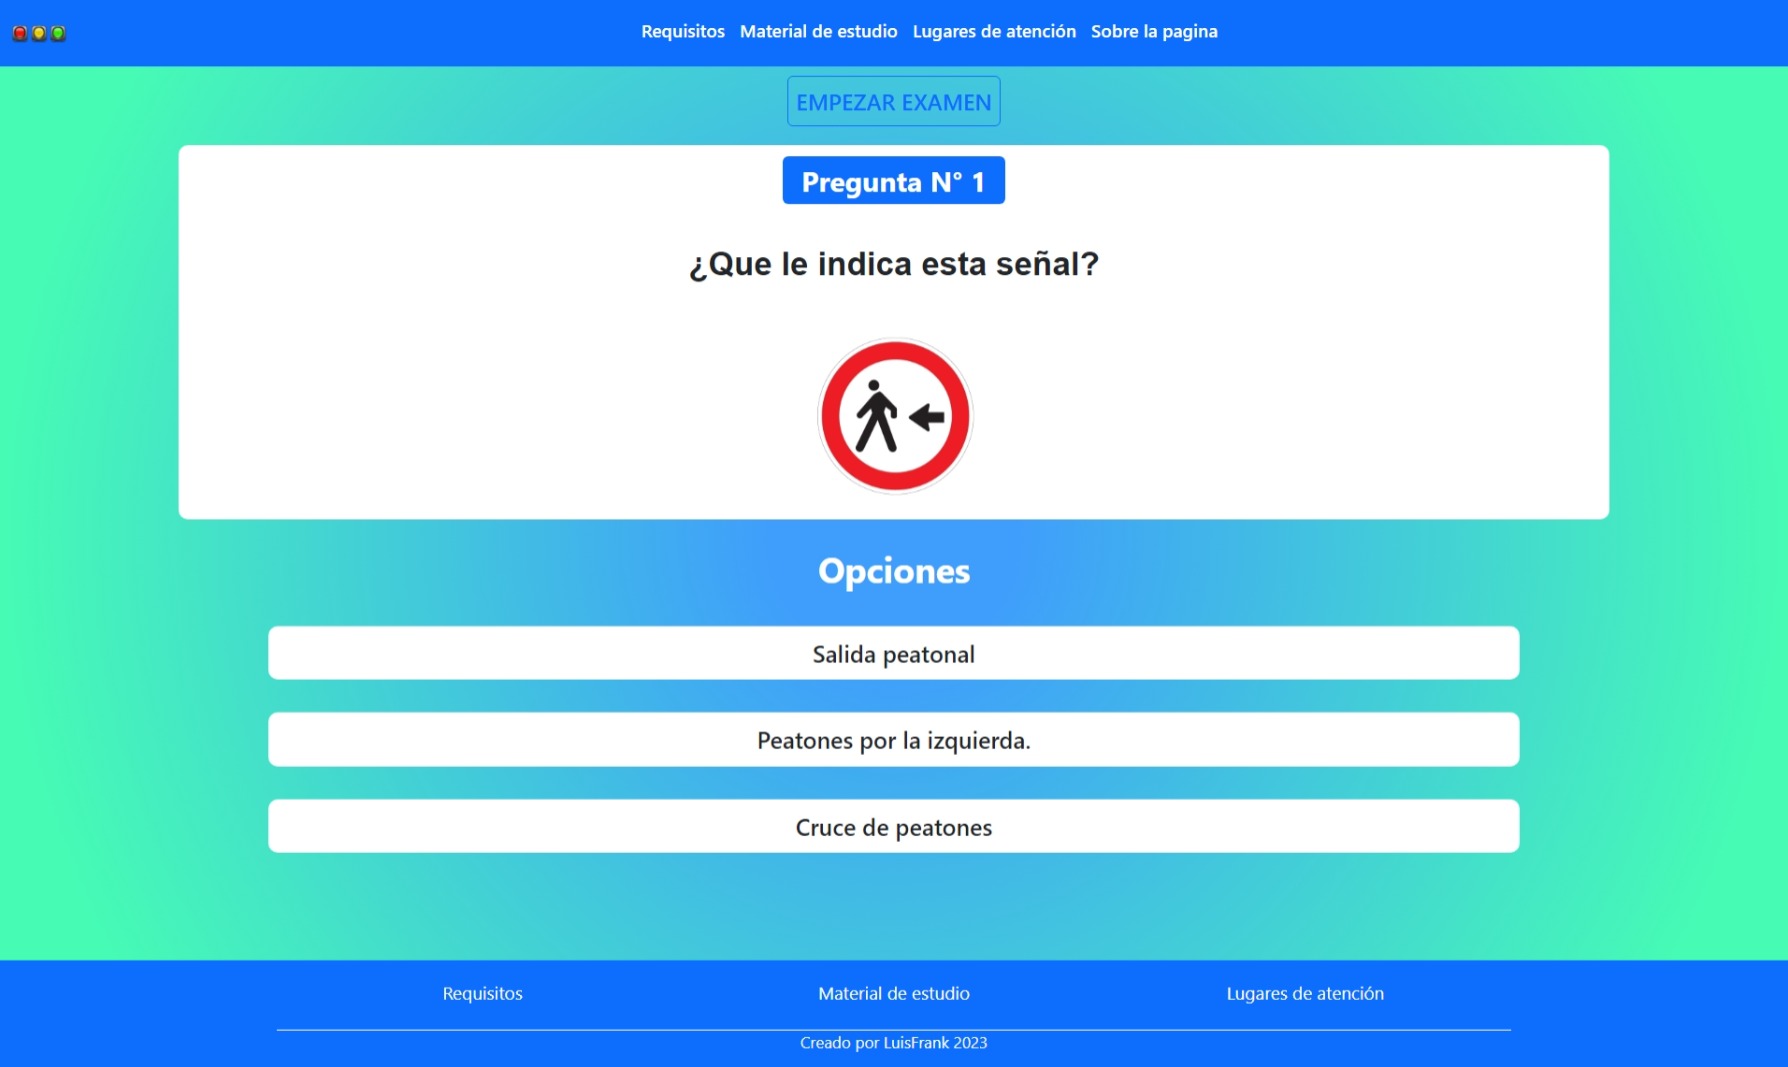 Requisitos Material de estudio Lugares de atención Sobre la pagina
EMPEZAR EXAMEN
Pregunta N° 1
¿Que le indica esta señal?
Opciones
Salida peatonal
Peatones por la izquierda.
Cruce de peatones
Requisitos Material de estudio Lugares de atención
Creado por LuisFrank 2023